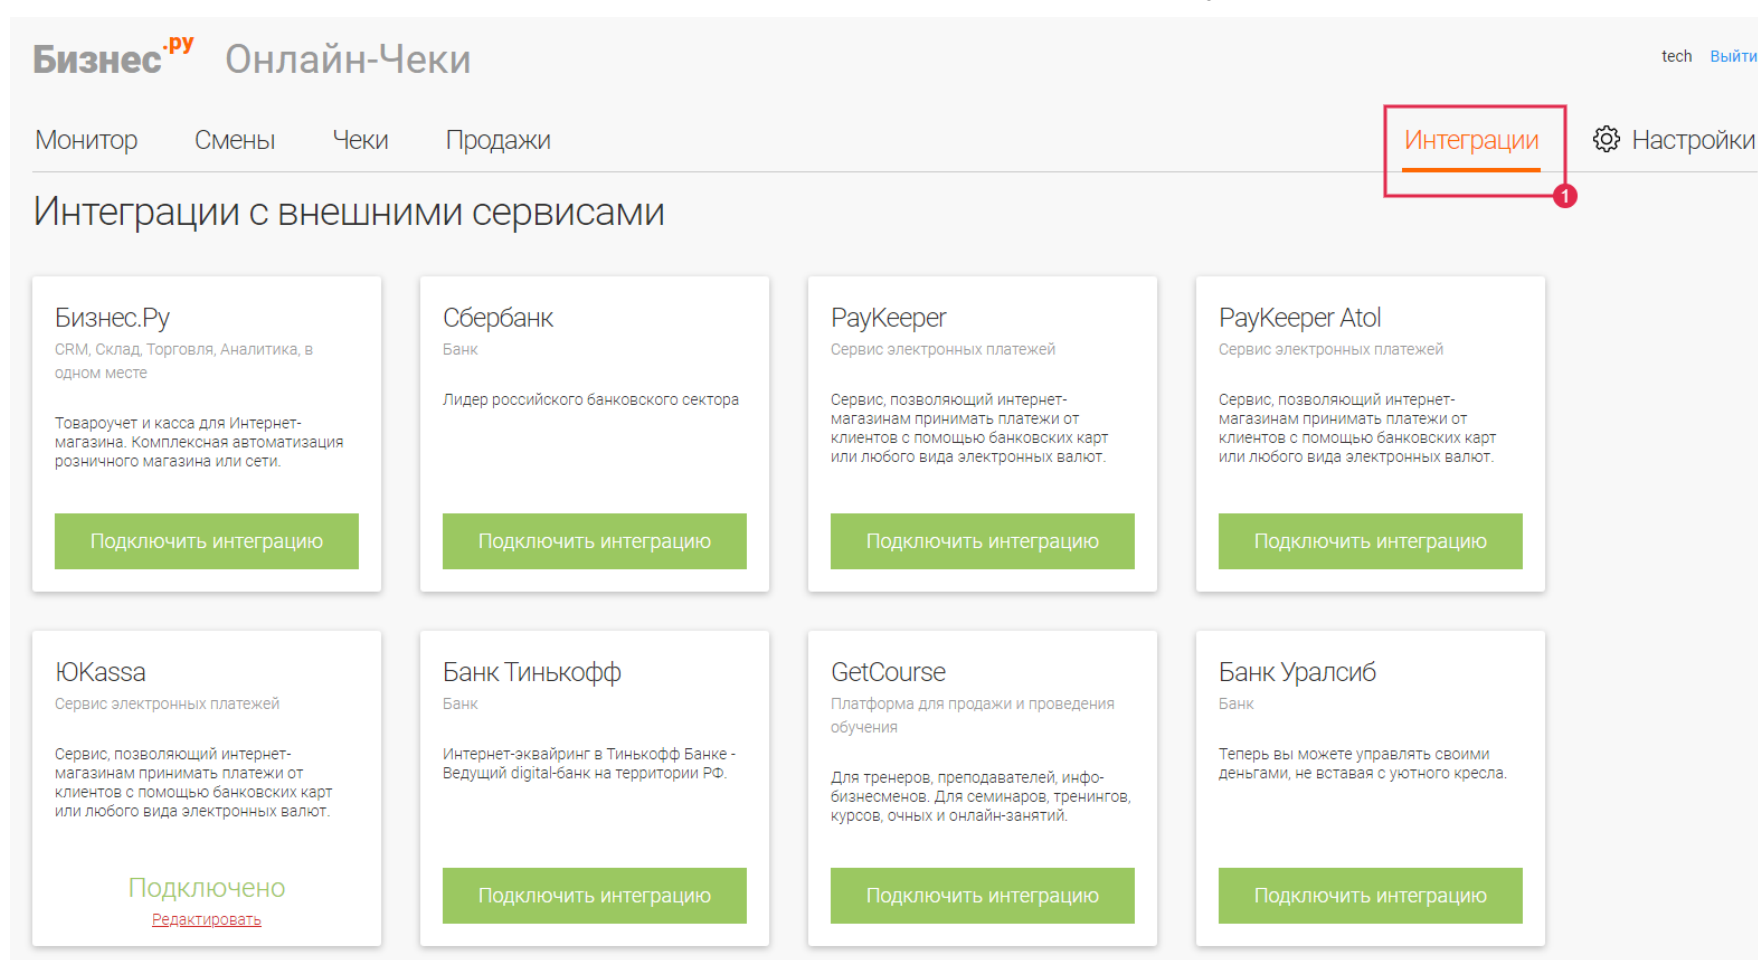 Бизнес.ру Онлайн-Чеки
tech Выйти
Монитор Смены Чеки Продажи Интеграции Настройки
1
Интеграции с внешними сервисами
Бизнес.Ру
CRM, Склад, Торговля, Аналитика, в
одном месте
Товароучет и касса для Интернет-
магазина. Комплексная автоматизация
розничного магазина или сети.
Подключить интеграцию
Сбербанк
Банк
Лидер российского банковского сектора
Подключить интеграцию
PayKeeper
Сервис электронных платежей
Сервис, позволяющий интернет-
магазинам принимать платежи от
клиентов с помощью банковских карт
или любого вида электронных валют.
Подключить интеграцию
PayKeeper Atol
Сервис электронных платежей
Сервис, позволяющий интернет-
магазинам принимать платежи от
клиентов с помощью банковских карт
или любого вида электронных валют.
Подключить интеграцию
ЮKassa
Сервис электронных платежей
Сервис, позволяющий интернет-
магазинам принимать платежи от
клиентов с помощью банковских карт
или любого вида электронных валют.
Подключено
Редактировать
Банк Тинькофф
Банк
Интернет-эквайринг в Тинькофф Банке -
Ведущий digital-банк на территории РФ.
Подключить интеграцию
GetCourse
Платформа для продажи и проведения
обучения
Для тренеров, преподавателей, инфо-
бизнесменов. Для семинаров, тренингов,
курсов, очных и онлайн-занятий.
Подключить интеграцию
Банк Уралсиб
Банк
Теперь вы можете управлять своими
деньгами, не вставая с уютного кресла.
Подключить интеграцию